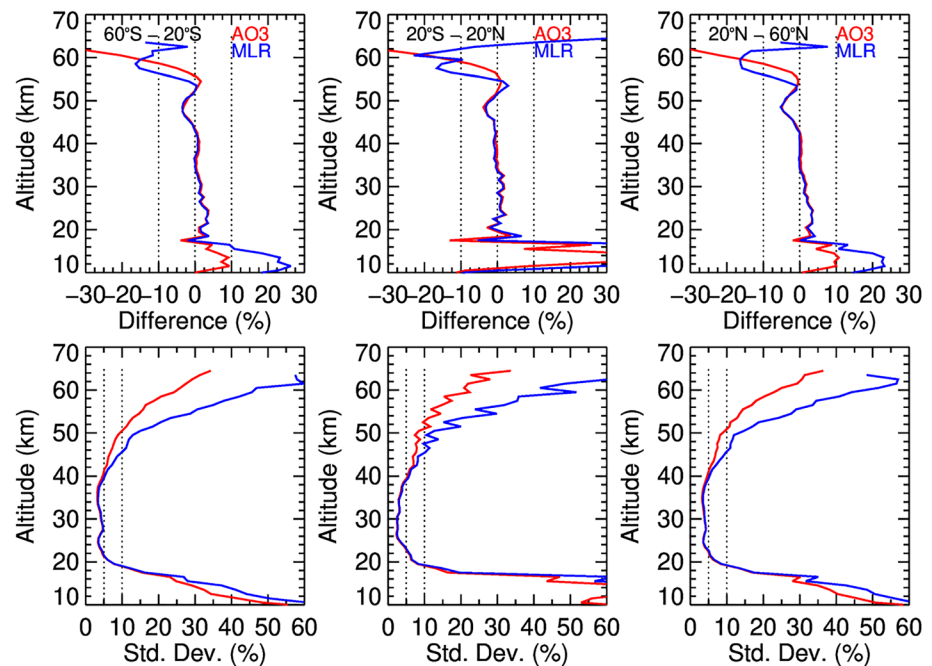 60°S – 20°S AO3
MLR
20°S – 20°N AO3
MLR
20°N – 60°N AO3
MLR
Altitude (km)
70
60
50
40
30
20
10
−30−20−10 0 10 20 30
Difference (%)
Altitude (km)
70
60
50
40
30
20
10
−30−20−10 0 10 20 30
Difference (%)
Altitude (km)
70
60
50
40
30
20
10
−30−20−10 0 10 20 30
Difference (%)
Altitude (km)
70
60
50
40
30
20
10
0 10 20 30 40 50 60
Std. Dev. (%)
Altitude (km)
70
60
50
40
30
20
10
0 10 20 30 40 50 60
Std. Dev. (%)
Altitude (km)
70
60
50
40
30
20
10
0 10 20 30 40 50 60
Std. Dev. (%)